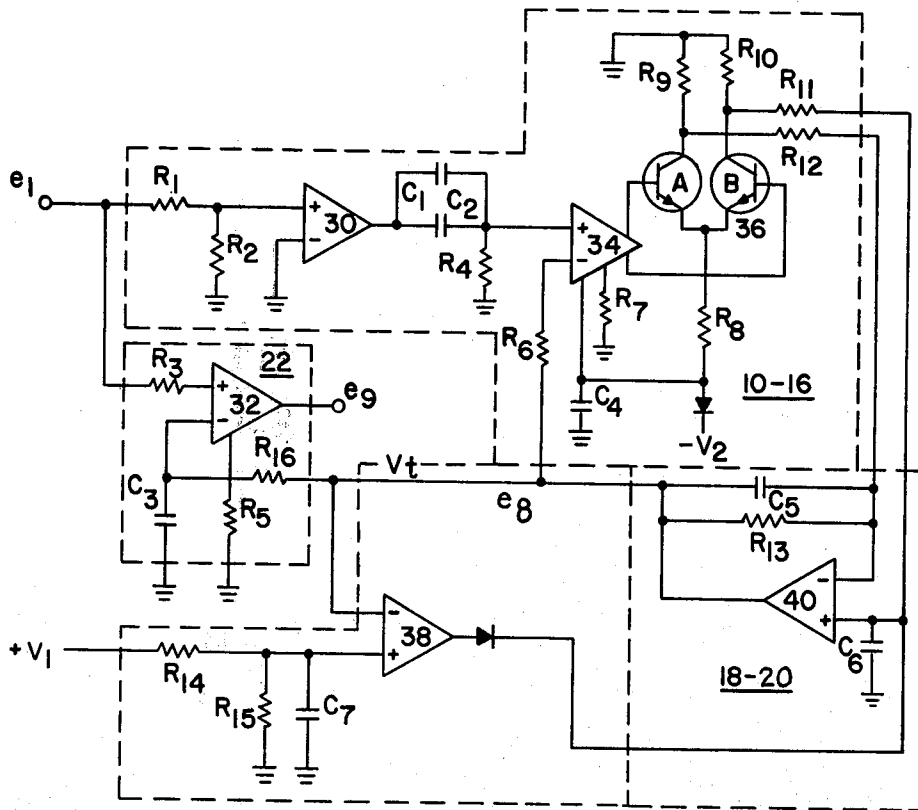 R10
R9
R11
R12
e1
R1
C1
A
B
30
C2
34
36
R2
R4
R7
R6
R8
R3
22
32
e9
C4
10-16
R16
-V2
Vt
C3
e8
C5
R5
R13
40
38
+V1
R14
C6
R15
C7
18-20
+
-
+
-
+
-
-
+
-
+